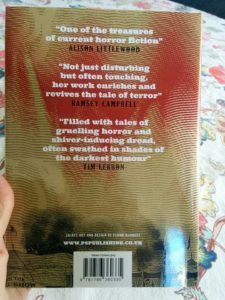 "One of the treasures
of current horror fiction"
ALISON LITTLEWOOD
"Not just disturbing
but often touching,
her work enriches and
revives the tale of terror"
RAMSEY CAMPBELL
"Filled with tales of
gruelling horror and
shiver-inducing dread,
often swathed in shades of
the darkest humour"
TIM LEBBON
WWW.PSPUBLISHING.CO.UK